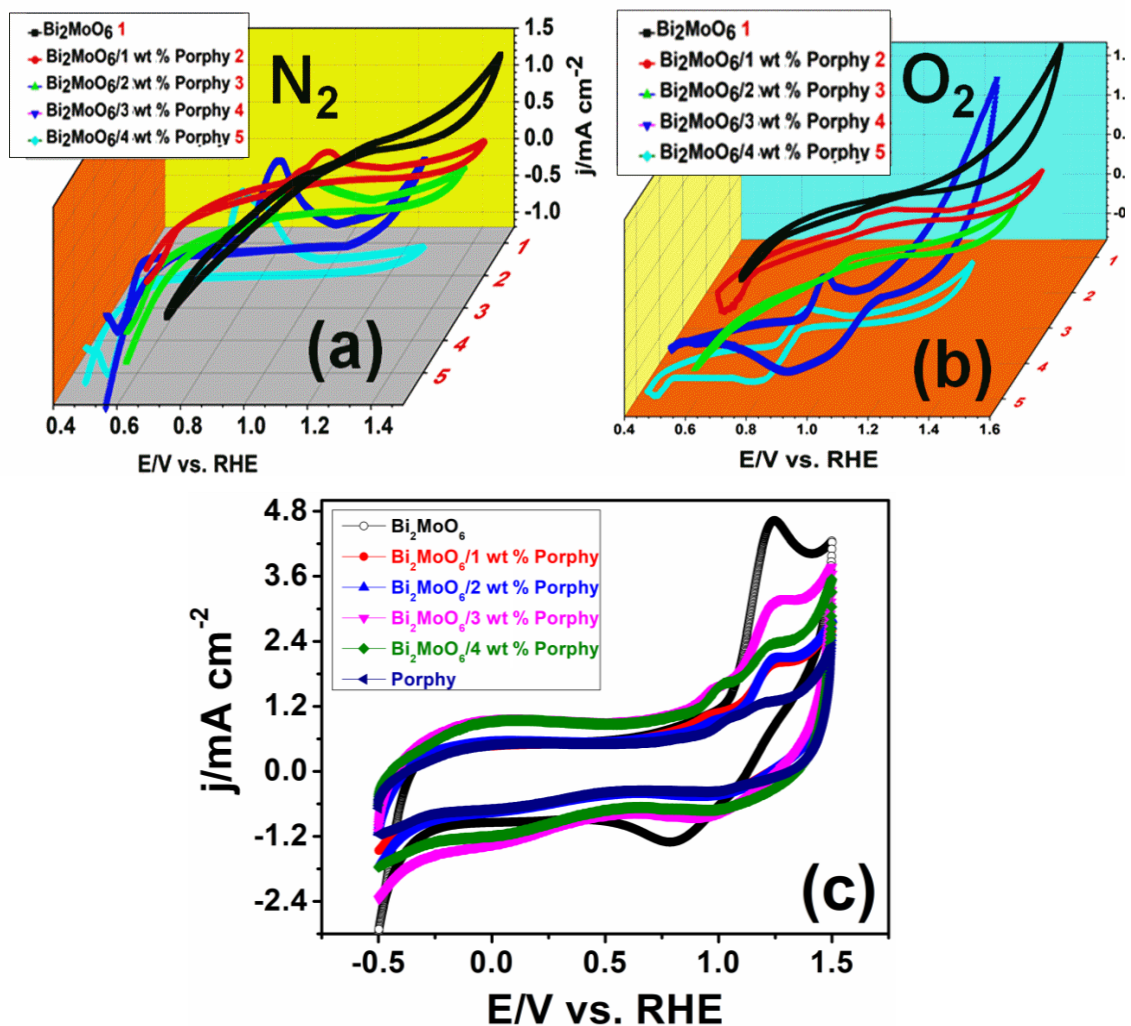 Bi2MoO6 1
Bi2MoO6/1 wt % Porphy 2
Bi2MoO6/2 wt % Porphy 3
Bi2MoO6/3 wt % Porphy 4
Bi2MoO6/4 wt % Porphy 5
N2
(a)
1.5
1.0
0.5
0.0
-0.5
-1.0
j/mA cm-2
1
2
3
4
5
0.4 0.6 0.8 1.0 1.2 1.4
E/V vs. RHE
Bi2MoO6 1
Bi2MoO6/1 wt % Porphy 2
Bi2MoO6/2 wt % Porphy 3
Bi2MoO6/3 wt % Porphy 4
Bi2MoO6/4 wt % Porphy 5
O2
(b)
1
2
3
4
5
0.4 0.6 0.8 1.0 1.2 1.4 1.6
E/V vs. RHE
Bi2MoO6
Bi2MoO6/1 wt % Porphy
Bi2MoO6/2 wt % Porphy
Bi2MoO6/3 wt % Porphy
Bi2MoO6/4 wt % Porphy
Porphy
(c)
4.8
3.6
2.4
1.2
0.0
-1.2
-2.4
j/mA cm-2
-0.5 0.0 0.5 1.0 1.5
E/V vs. RHE